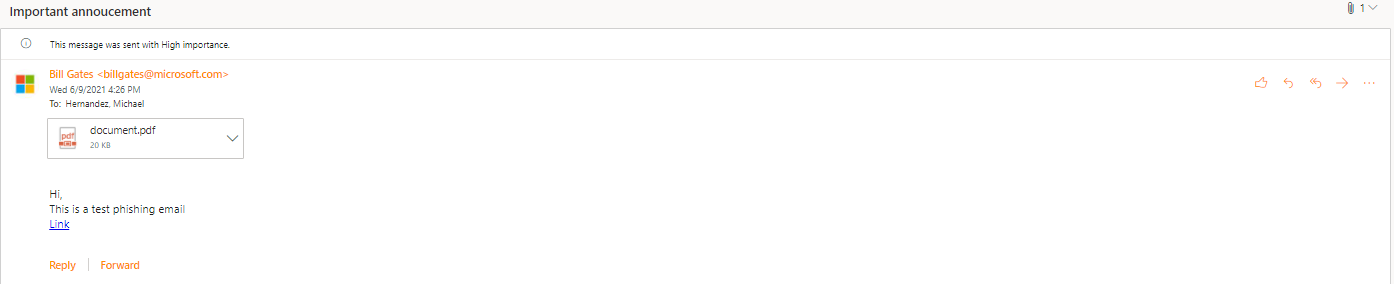 Important annoucement
1
This message was sent with High importance.
Bill Gates <billgates@microsoft.com>
Wed 6/9/2021 4:26 PM
To: Hernandez, Michael
pdf
document.pdf
20 KB
Hi,
This is a test phishing email
Link
Reply
Forward